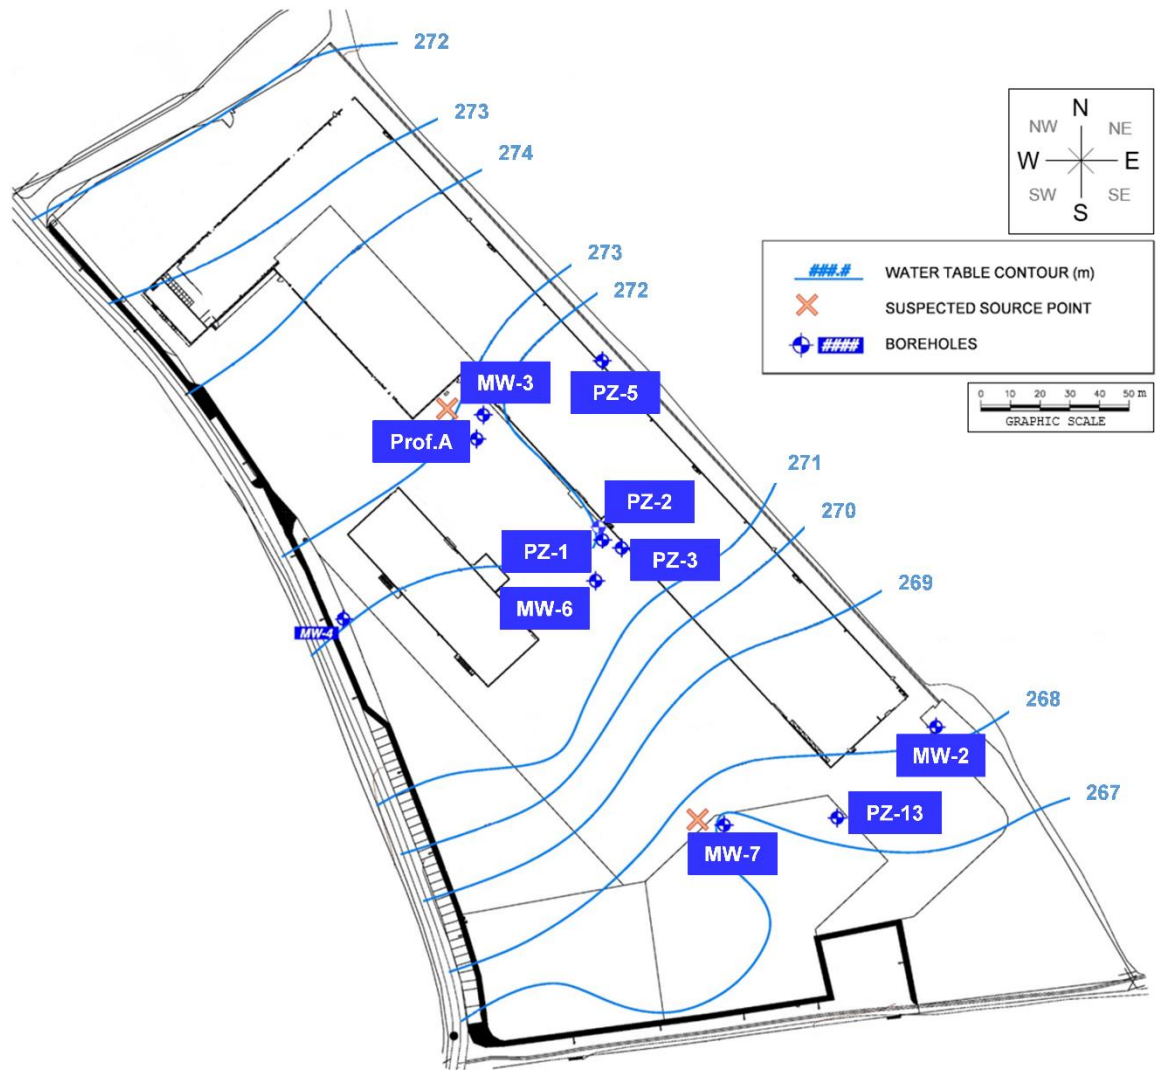 272
273
274
N
NW NE
W E
SW SE
S
###.# WATER TABLE CONTOUR (m)
SUSPECTED SOURCE POINT
#### BOREHOLES
0 10 20 30 40 50 m
GRAPHIC SCALE
273
272
MW-3
PZ-5
Prof.A
271
PZ-2
270
PZ-1
PZ-3
269
MW-6
MW-4
268
MW-2
267
PZ-13
MW-7